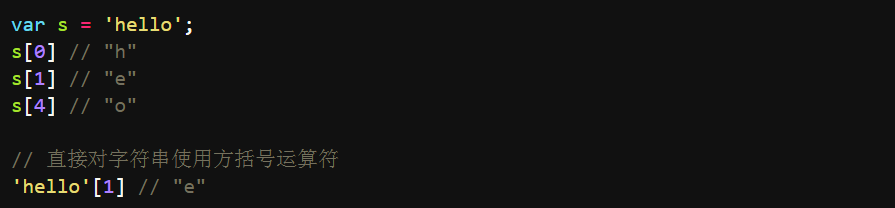 var s = 'hello';
s[0] // "h"
s[1] // "e"
s[4] // "o"
// 直接对字符串使用方括号运算符
'hello'[1] // "e"